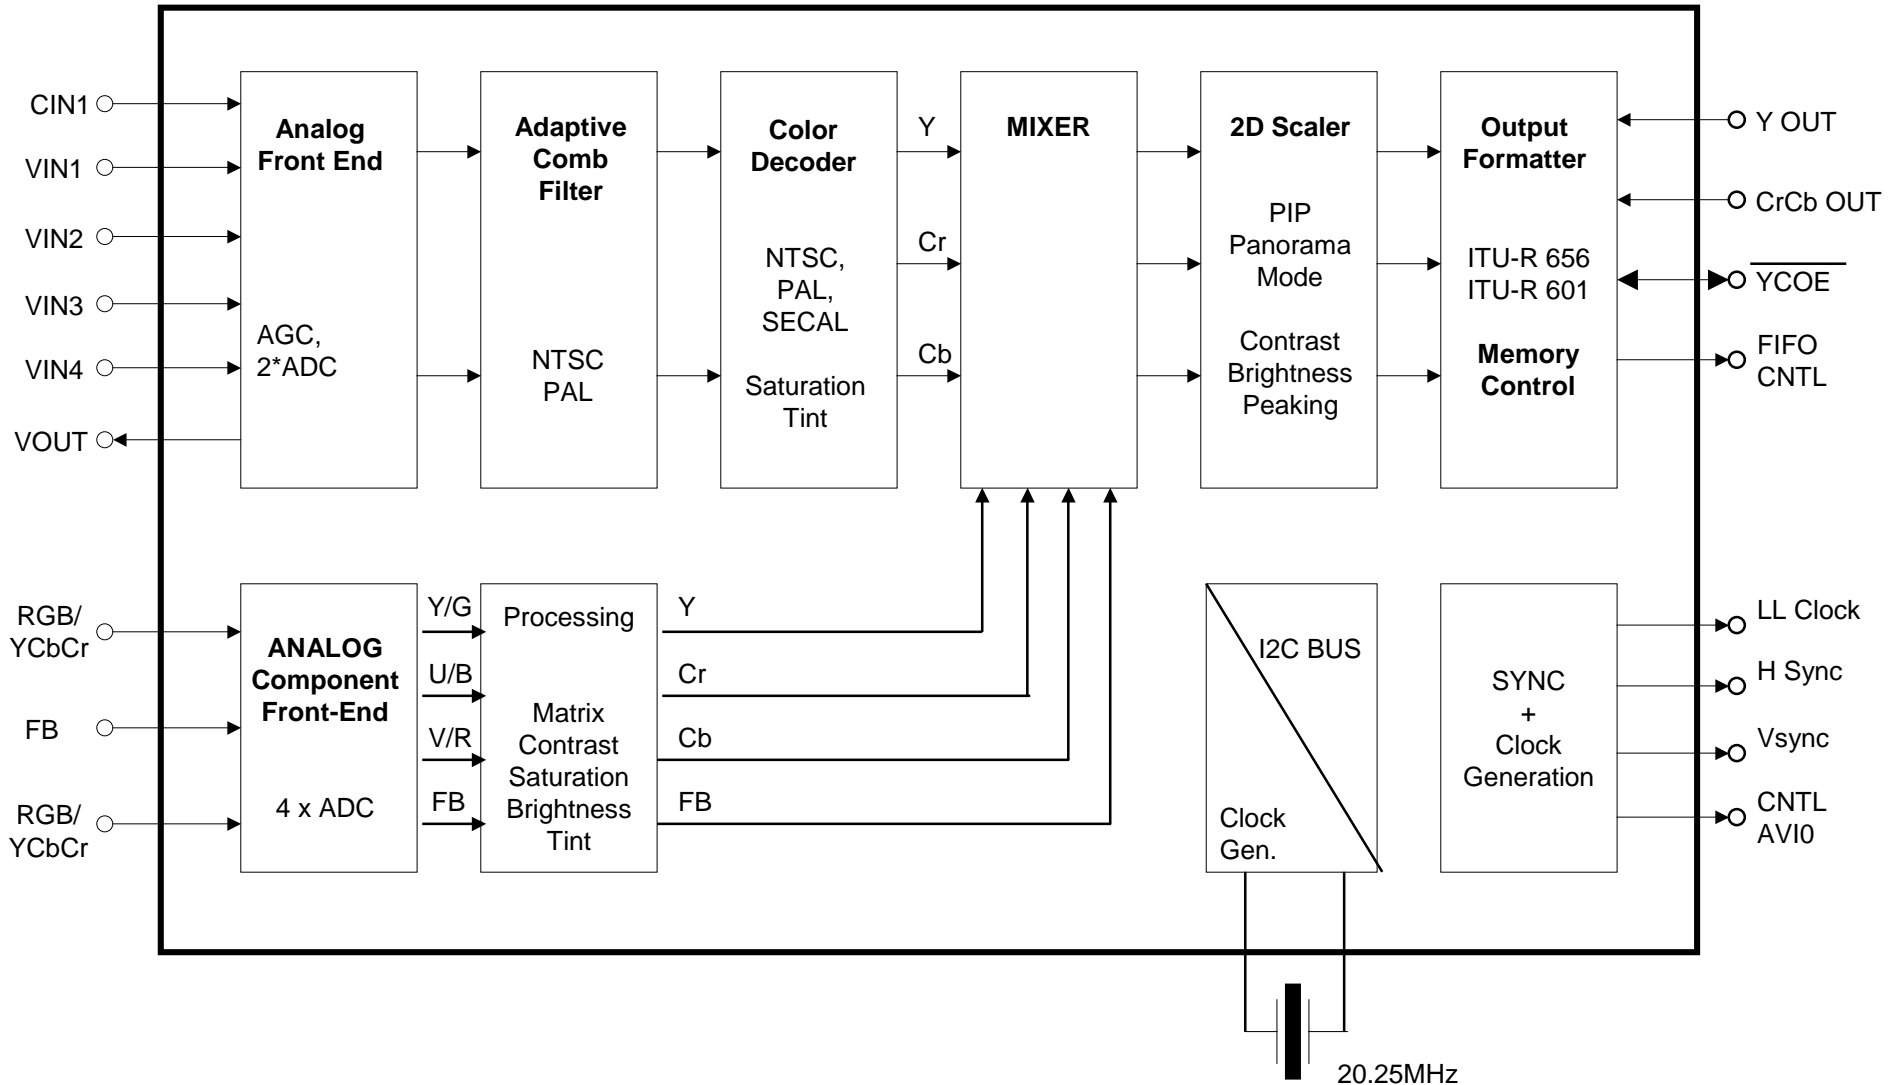 CIN1
VIN1
VIN2
VIN3
VIN4
VOUT
Analog
Front End
AGC,
2*ADC
Adaptive
Comb
Filter
NTSC
PAL
Color
Decoder
NTSC,
PAL,
SECAL
Saturation
Tint
Y
Cr
Cb
MIXER
2D Scaler
PIP
Panorama
Mode
Contrast
Brightness
Peaking
Output
Formatter
ITU-R 656
ITU-R 601
Memory
Control
Y OUT
CrCb OUT
YCOE
FIFO
CNTL
RGB/
YCbCr
FB
RGB/
YCbCr
ANALOG
Component
Front-End
4 x ADC
Y/G
U/B
V/R
FB
Processing
Matrix
Contrast
Saturation
Brightness
Tint
Y
Cr
Cb
FB
I2C BUS
Clock
Gen.
SYNC
+
Clock
Generation
LL Clock
H Sync
Vsync
CNTL
AVI0
20.25MHz